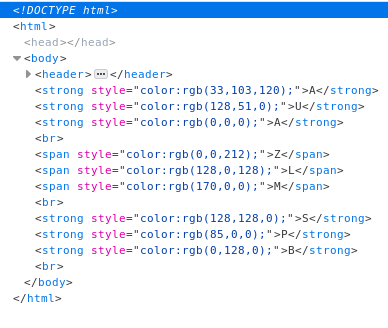 <!DOCTYPE html>
<html>
<head></head>
<body>
<header>…</header>
<strong style="color:rgb(33,103,120);">A</strong>
<strong style="color:rgb(128,51,0);">U</strong>
<strong style="color:rgb(0,0,0);">A</strong>
<br>
<span style="color:rgb(0,0,212);">Z</span>
<span style="color:rgb(128,0,128);">L</span>
<span style="color:rgb(170,0,0);">M</span>
<br>
<strong style="color:rgb(128,128,0);">S</strong>
<strong style="color:rgb(85,0,0);">P</strong>
<strong style="color:rgb(0,128,0);">B</strong>
<br>
</body>
</html>